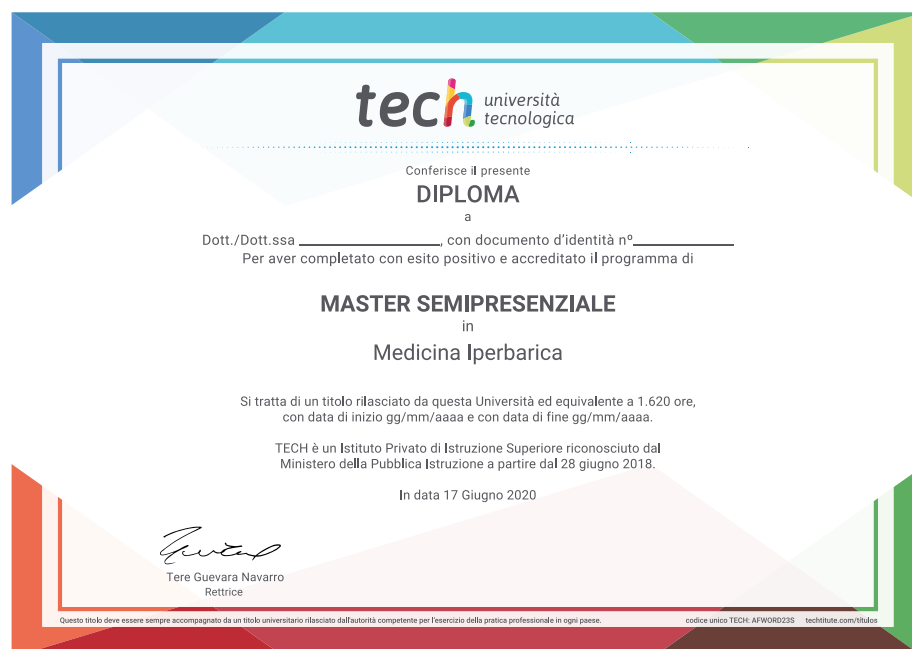 tech università
tecnologica
Conferisce il presente
DIPLOMA
a
Dott./Dott.ssa ____________________, con documento d'identità nº______________
Per aver completato con esito positivo e accreditato il programma di
MASTER SEMIPRESENZIALE
in
Medicina Iperbarica
Si tratta di un titolo rilasciato da questa Università ed equivalente a 1.620 ore,
con data di inizio gg/mm/aaaa e con data di fine gg/mm/aaaa.
TECH è un Istituto Privato di Istruzione Superiore riconosciuto dal
Ministero della Pubblica Istruzione a partire dal 28 giugno 2018.
In data 17 Giugno 2020
Tere Guevara Navarro
Rettrice
Questo titolo deve essere sempre accompagnato da un titolo universitario rilasciato dall'autorità competente per l'esercizio della pratica professionale in ogni paese.
codice unico TECH: AFWORD23S techtitute.com/titulos